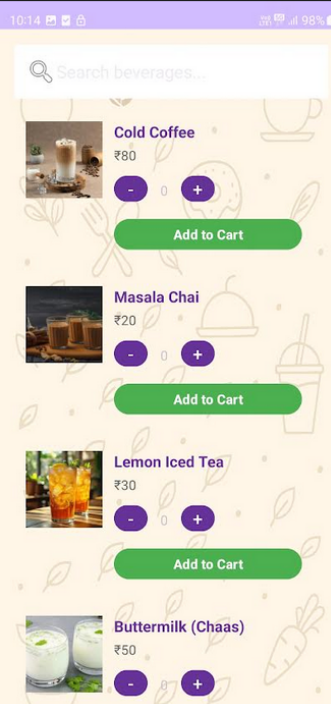 10:14
98%
Search beverages...
Cold Coffee
₹80
- 0 +
Add to Cart
Masala Chai
₹20
- 0 +
Add to Cart
Lemon Iced Tea
₹30
- 0 +
Add to Cart
Buttermilk (Chaas)
₹50
- 0 +